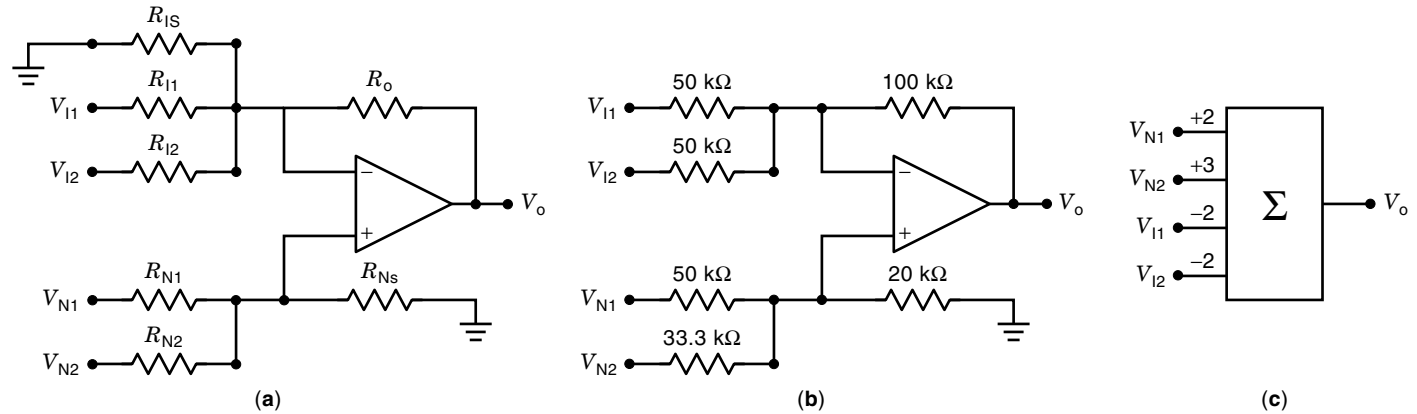 R_IS
R_I1
V_I1
R_I2
V_I2
R_o
−
+
V_o
R_N1
V_N1
R_Ns
R_N2
V_N2
(a)
50 kΩ
V_I1
50 kΩ
V_I2
100 kΩ
−
+
V_o
50 kΩ
V_N1
20 kΩ
33.3 kΩ
V_N2
(b)
V_N1 +2
V_N2 +3
V_I1 −2
V_I2 −2
Σ
V_o
(c)